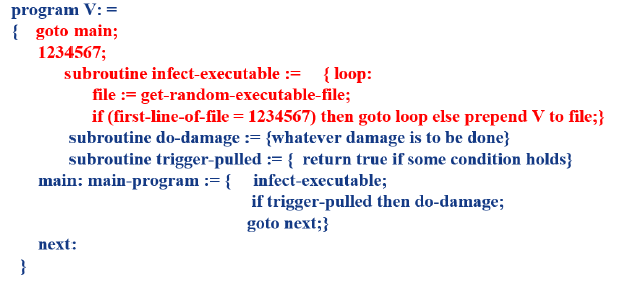 program V: =
{ goto main;
1234567;
subroutine infect-executable := { loop:
file := get-random-executable-file;
if (first-line-of-file = 1234567) then goto loop else prepend V to file;}
subroutine do-damage := {whatever damage is to be done}
subroutine trigger-pulled := { return true if some condition holds}
main: main-program := { infect-executable;
if trigger-pulled then do-damage;
goto next;}
next:
}